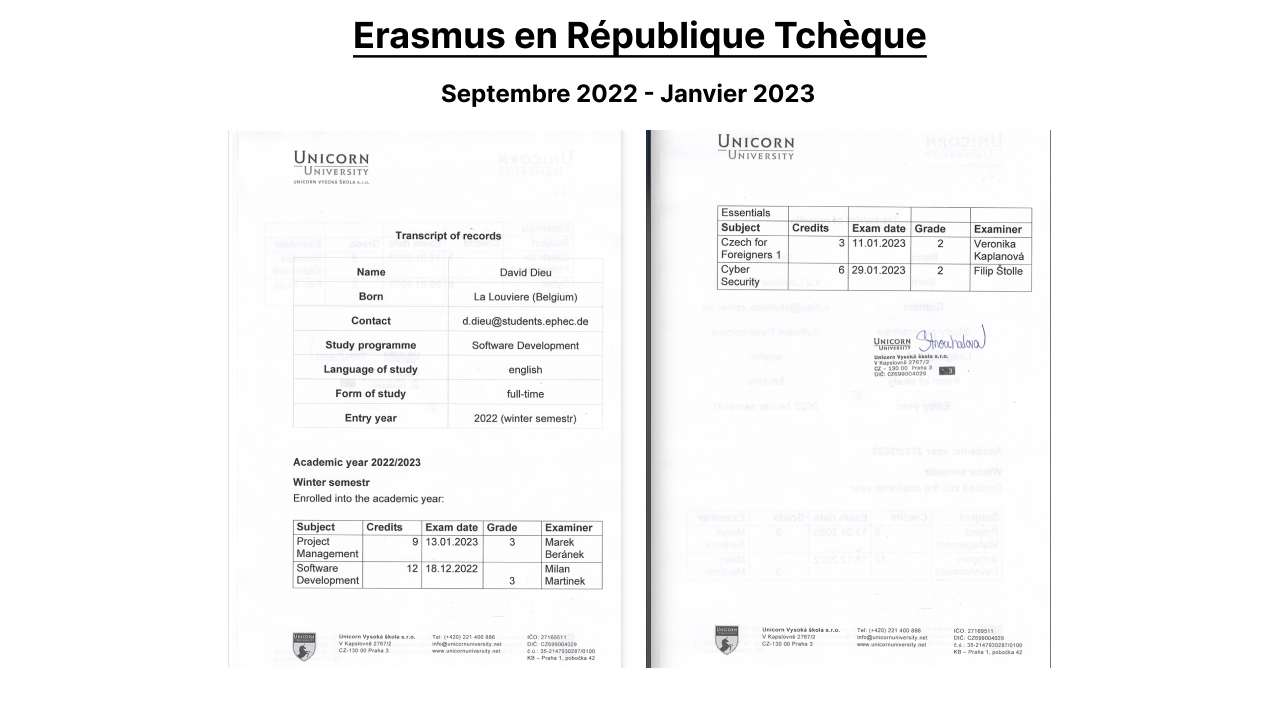 Erasmus en République Tchèque
Septembre 2022 - Janvier 2023
UNICORN
UNIVERSITY
UNICORN VYSOKÁ ŠKOLA s.r.o.
Transcript of records
Name David Dieu
Born La Louviere (Belgium)
Contact d.dieu@students.ephec.de
Study programme Software Development
Language of study english
Form of study full-time
Entry year 2022 (winter semestr)
Academic year 2022/2023
Winter semestr
Enrolled into the academic year:
Subject Credits Exam date Grade Examiner
Project Management 9 13.01.2023 3 Marek Beránek
Software Development 12 18.12.2022 3 Milan Martinek
Unicorn Vysoká škola s.r.o. Tel: (+420) 221 400 886 IČO: 27169511
V Kapslovně 2767/2 info@unicornuniversity.net DIČ: CZ699004029
CZ-130 00 Praha 3 www.unicornuniversity.net č.ú.: 35-2147930287/0100
KB – Praha 1, pobočka 42
UNICORN
UNIVERSITY
Essentials
Subject Credits Exam date Grade Examiner
Czech for Foreigners 1 3 11.01.2023 2 Veronika Kaplanová
Cyber Security 6 29.01.2023 2 Filip Štolle
UNICORN
UNIVERSITY
Unicorn Vysoká škola s.r.o.
V Kapslovně 2767/2
CZ – 130 00 Praha 3
DIČ: CZ699004029 3
Unicorn Vysoká škola s.r.o. Tel: (+420) 221 400 886 IČO: 27169511
V Kapslovně 2767/2 info@unicornuniversity.net DIČ: CZ699004029
CZ-130 00 Praha 3 www.unicornuniversity.net č.ú.: 35-2147930287/0100
KB – Praha 1, pobočka 42